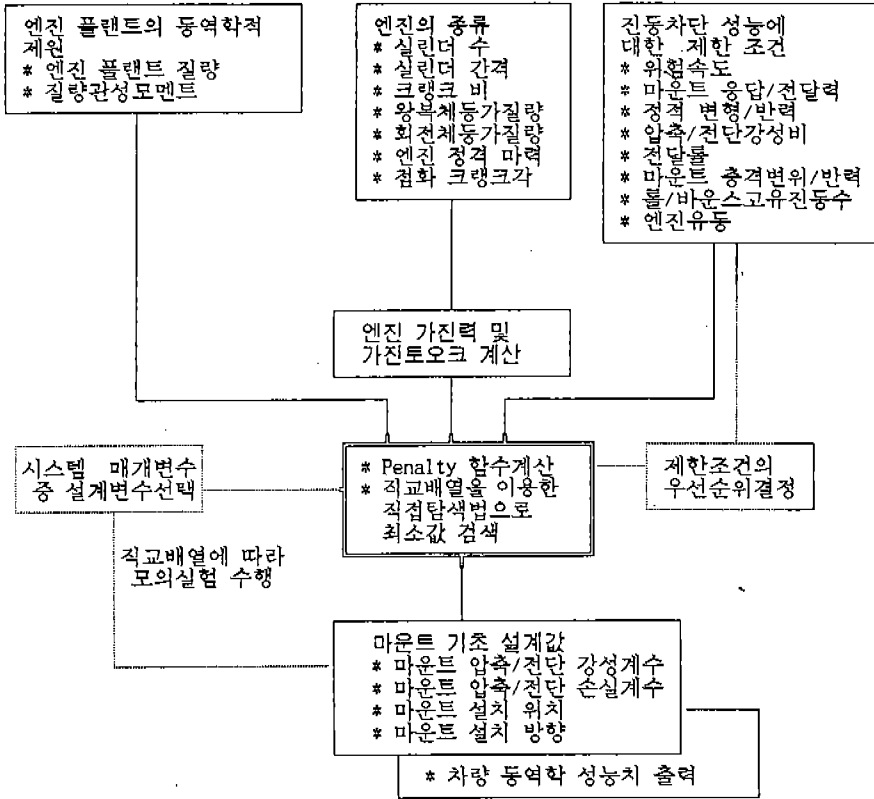 엔진 플랜트의 동역학적
제원
* 엔진 플랜트 질량
* 질량관성모멘트
엔진의 종류
* 실린더 수
* 실린더 간격
* 크랭크 비
* 왕복체등가질량
* 회전체등가질량
* 엔진 정격 마력
* 점화 크랭크각
진동차단 성능에
대한 제한 조건
* 위험속도
* 마운트 응답/전달력
* 정적 변형/반력
* 압축/전단강성비
* 전달률
* 마운트 충격변위/반력
* 롤/바운스고유진동수
* 엔진유동
엔진 가진력 및
가진토오크 계산
시스템 매개변수
중 설계변수선택
* Penalty 함수계산
* 직교배열을 이용한
직접탐색법으로
최소값 검색
제한조건의
우선순위결정
직교배열에 따라
모의실험 수행
마운트 기초 설계값
* 마운트 압축/전단 강성계수
* 마운트 압축/전단 손실계수
* 마운트 설치 위치
* 마운트 설치 방향
* 차량 동역학 성능치 출력